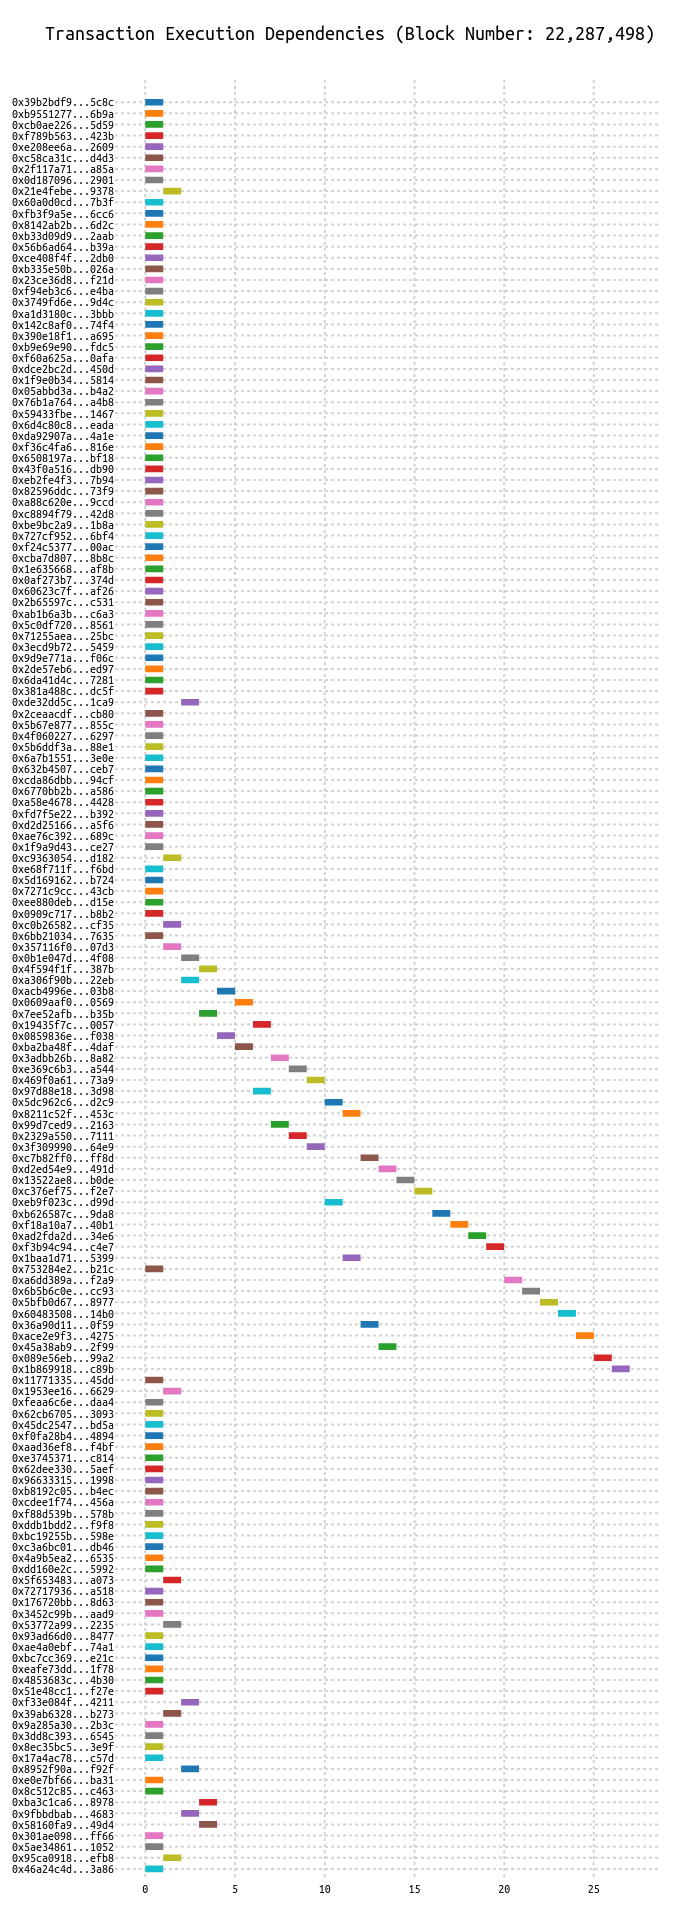 Transaction Execution Dependencies (Block Number: 22,287,498)
0x39b2bdf9...5c8c
0xb9551277...6b9a
0xcb0ae226...5d59
0xf789b563...423b
0xe208ee6a...2609
0xc58ca31c...d4d3
0x2f117a71...a85a
0x0d187096...2901
0x21e4febe...9378
0x60a0d0cd...7b3f
0xfb3f9a5e...6cc6
0x8142ab2b...6d2c
0xb33d09d9...2aab
0x56b6ad64...b39a
0xce408f4f...2db0
0xb335e50b...026a
0x23ce36d8...f21d
0xf94eb3c6...e4ba
0x3749fd6e...9d4c
0xa1d3180c...3bbb
0x142c8af0...74f4
0x390e18f1...a695
0xb9e69e90...fdc5
0xf60a625a...0afa
0xdce2bc2d...450d
0x1f9e0b34...5814
0x05abbd3a...b4a2
0x76b1a764...a4b8
0x59433fbe...1467
0x6d4c80c8...eada
0xda92907a...4a1e
0xf36c4fa6...816e
0x6508197a...bf18
0x43f0a516...db90
0xeb2fe4f3...7b94
0x82596ddc...73f9
0xa88c620e...9ccd
0xc8894f79...42d8
0xbe9bc2a9...1b8a
0x727cf952...6bf4
0xf24c5377...00ac
0xcba7d807...8b8c
0x1e635668...af8b
0x0af273b7...374d
0x60623c7f...af26
0x2b65597c...c531
0xab1b6a3b...c6a3
0x5c0df720...8561
0x71255aea...25bc
0x3ecd9b72...5459
0x9d9e771a...f06c
0x2de57eb6...ed97
0x6da41d4c...7281
0x381a488c...dc5f
0xde32dd5c...1ca9
0x2ceaacdf...cb80
0x5b67e877...855c
0x4f060227...6297
0x5b6ddf3a...88e1
0x6a7b1551...3e0e
0x632b4507...ceb7
0xcda86dbb...94cf
0x6770bb2b...a586
0xa58e4678...4428
0xfd7f5e22...b392
0xd2d25166...a5f6
0xae76c392...689c
0x1f9a9d43...ce27
0xc9363054...d182
0xe68f711f...f6bd
0x5d169162...b724
0x7271c9cc...43cb
0xee880deb...d15e
0x0909c717...b8b2
0xc0b26582...cf35
0x6bb21034...7635
0x357116f0...07d3
0x0b1e047d...4f08
0x4f594f1f...387b
0xa306f90b...22eb
0xacb4996e...03b8
0x0609aaf0...0569
0x7ee52afb...b35b
0x19435f7c...0057
0x0859836e...f038
0xba2ba48f...4daf
0x3adbb26b...8a82
0xe369c6b3...a544
0x469f0a61...73a9
0x97d88e18...3d98
0x5dc962c6...d2c9
0x8211c52f...453c
0x99d7ced9...2163
0x2329a550...7111
0x3f309990...64e9
0xc7b82ff0...ff8d
0xd2ed54e9...491d
0x13522ae8...b0de
0xc376ef75...f2e7
0xeb9f023c...d99d
0xb626587c...9da8
0xf18a10a7...40b1
0xad2fda2d...34e6
0xf3b94c94...c4e7
0x1baa1d71...5399
0x753284e2...b21c
0xa6dd389a...f2a9
0x6b5b6c0e...cc93
0x5bfb0d67...8977
0x60483508...14b0
0x36a90d11...0f59
0xace2e9f3...4275
0x45a38ab9...2f99
0x089e56eb...99a2
0x1b869918...c89b
0x11771335...45dd
0x1953ee16...6629
0xfeaa6c6e...daa4
0x62cb6705...3093
0x45dc2547...bd5a
0xf0fa28b4...4894
0xaad36ef8...f4bf
0xe3745371...c814
0x62dee330...5aef
0x96633315...1998
0xb8192c05...b4ec
0xcdee1f74...456a
0xf88d539b...578b
0xddb1bdd2...f9f8
0xbc19255b...598e
0xc3a6bc01...db46
0x4a9b5ea2...6535
0xdd160e2c...5992
0x5f653483...a073
0x72717936...a518
0x176720bb...8d63
0x3452c99b...aad9
0x53772a99...2235
0x93ad66d0...8477
0xae4a0ebf...74a1
0xbc7cc369...e21c
0xeafe73dd...1f78
0x4853683c...4b30
0x51e48cc1...f27e
0xf33e084f...4211
0x39ab6328...b273
0x9a285a30...2b3c
0x3dd8c393...6545
0x8ec35bc5...3e9f
0x17a4ac78...c57d
0x8952f90a...f92f
0xe0e7bf66...ba31
0x8c512c85...c463
0xba3c1ca6...8978
0x9fbbdbab...4683
0x58160fa9...49d4
0x301ae098...ff66
0x5ae34861...1052
0x95ca0918...efb8
0x46a24c4d...3a86
0 5 10 15 20 25